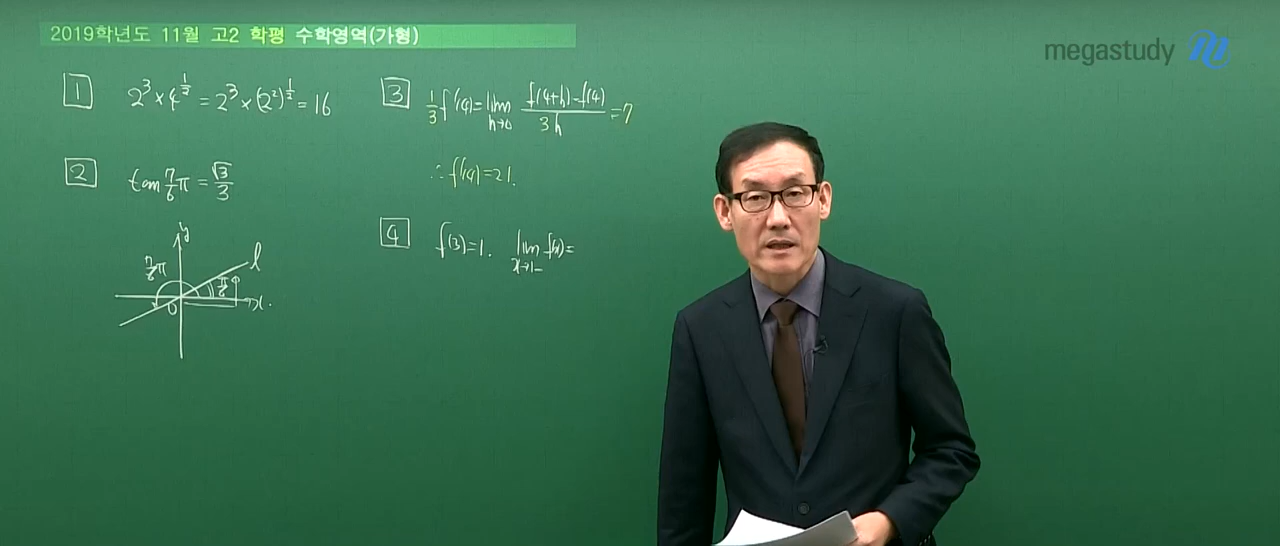 2019학년도 11월 고2 학평 수학영역(가형)
megastudy
1 2³×4^½ = 2³×(2²)^½ = 16
2 tan 7/6 π = √3/3
y
l
7/6 π
π/6
O
x.
3 1/3 f'(4) = lim h→0 f(4+h)-f(4) / 3h = 7
∴ f'(4) = 21.
4 f(3) = 1. lim x→1- f(x) =